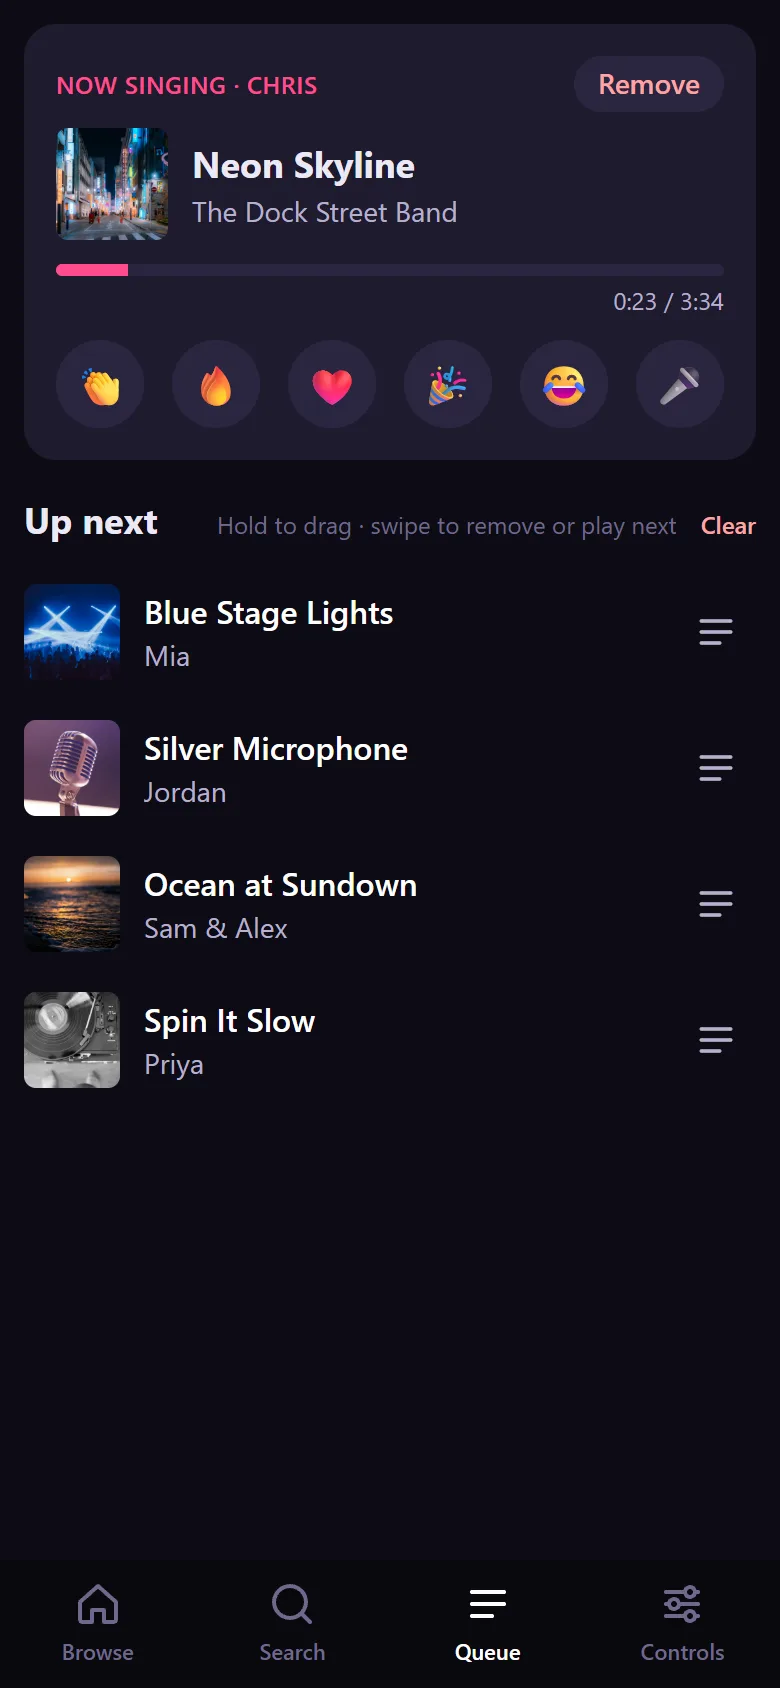 NOW SINGING · CHRIS
Remove
Neon Skyline
The Dock Street Band
0:23 / 3:34
Up next
Hold to drag · swipe to remove or play next
Clear
Blue Stage Lights
Mia
Silver Microphone
Jordan
Ocean at Sundown
Sam & Alex
Spin It Slow
Priya
Browse
Search
Queue
Controls